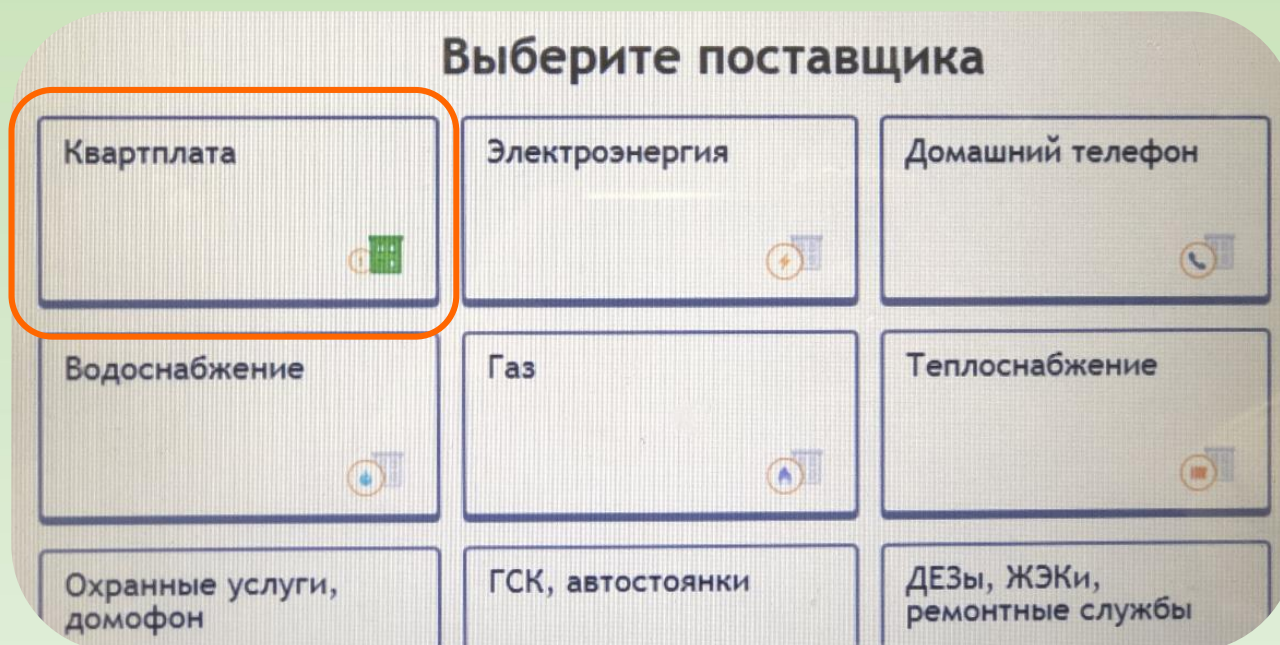 Выберите поставщика
Квартплата
Электроэнергия
Домашний телефон
Водоснабжение
Газ
Теплоснабжение
Охранные услуги,
домофон
ГСК, автостоянки
ДЕЗы, ЖЭКи,
ремонтные службы